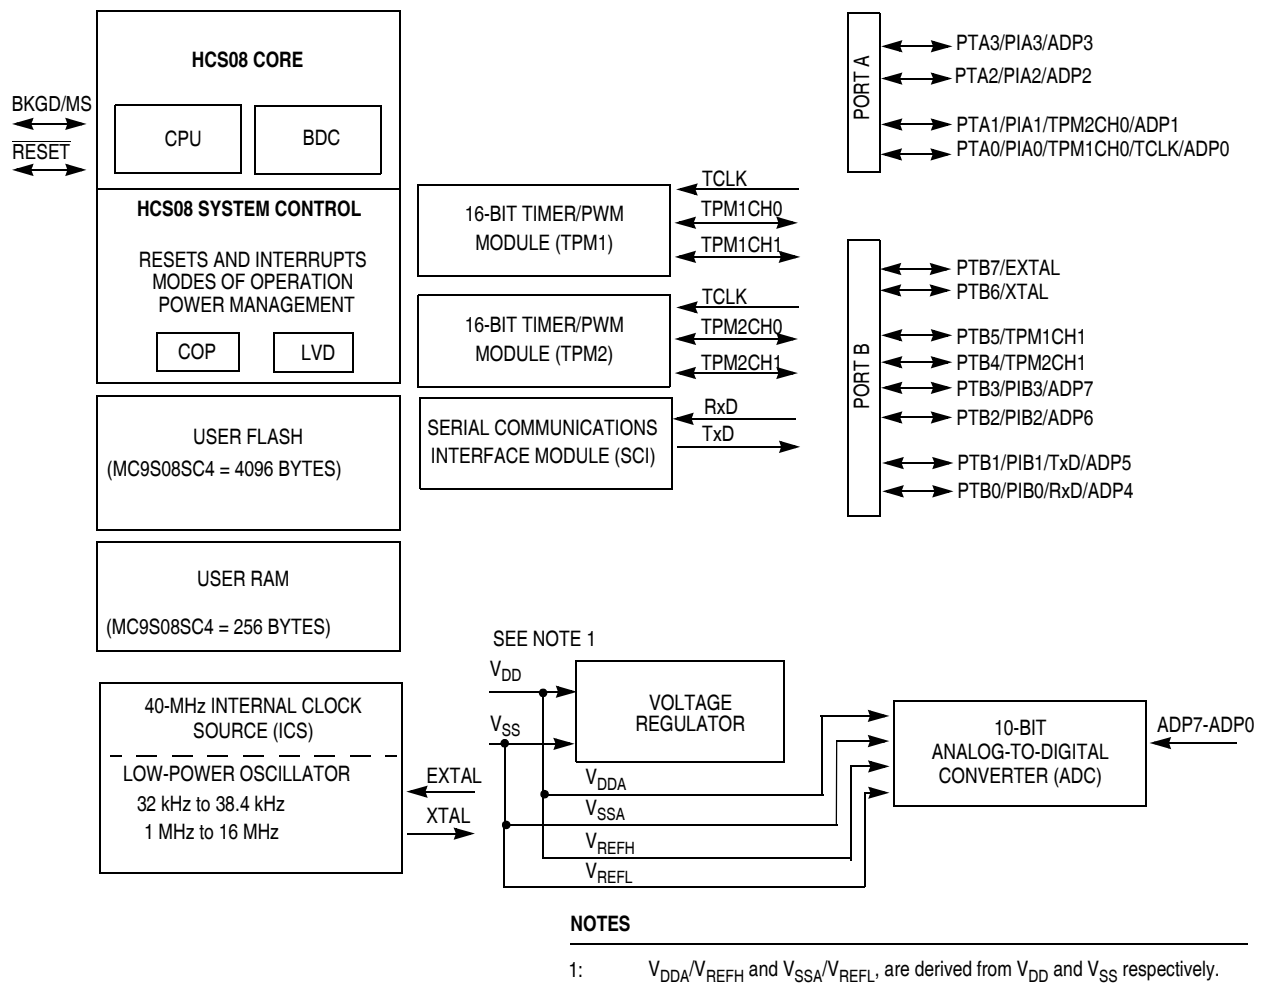 HCS08 CORE
BKGD/MS
RESET
CPU
BDC
HCS08 SYSTEM CONTROL
RESETS AND INTERRUPTS
MODES OF OPERATION
POWER MANAGEMENT
COP
LVD
USER FLASH
(MC9S08SC4 = 4096 BYTES)
USER RAM
(MC9S08SC4 = 256 BYTES)
40-MHz INTERNAL CLOCK
SOURCE (ICS)
LOW-POWER OSCILLATOR
32 kHz to 38.4 kHz
1 MHz to 16 MHz
EXTAL
XTAL
16-BIT TIMER/PWM
MODULE (TPM1)
TCLK
TPM1CH0
TPM1CH1
16-BIT TIMER/PWM
MODULE (TPM2)
TCLK
TPM2CH0
TPM2CH1
SERIAL COMMUNICATIONS
INTERFACE MODULE (SCI)
RxD
TxD
PORT A
PTA3/PIA3/ADP3
PTA2/PIA2/ADP2
PTA1/PIA1/TPM2CH0/ADP1
PTA0/PIA0/TPM1CH0/TCLK/ADP0
PORT B
PTB7/EXTAL
PTB6/XTAL
PTB5/TPM1CH1
PTB4/TPM2CH1
PTB3/PIB3/ADP7
PTB2/PIB2/ADP6
PTB1/PIB1/TxD/ADP5
PTB0/PIB0/RxD/ADP4
SEE NOTE 1
VDD
VSS
VOLTAGE
REGULATOR
VDDA
VSSA
VREFH
VREFL
10-BIT
ANALOG-TO-DIGITAL
CONVERTER (ADC)
ADP7-ADP0
NOTES
1: VDDA/VREFH and VSSA/VREFL, are derived from VDD and VSS respectively.